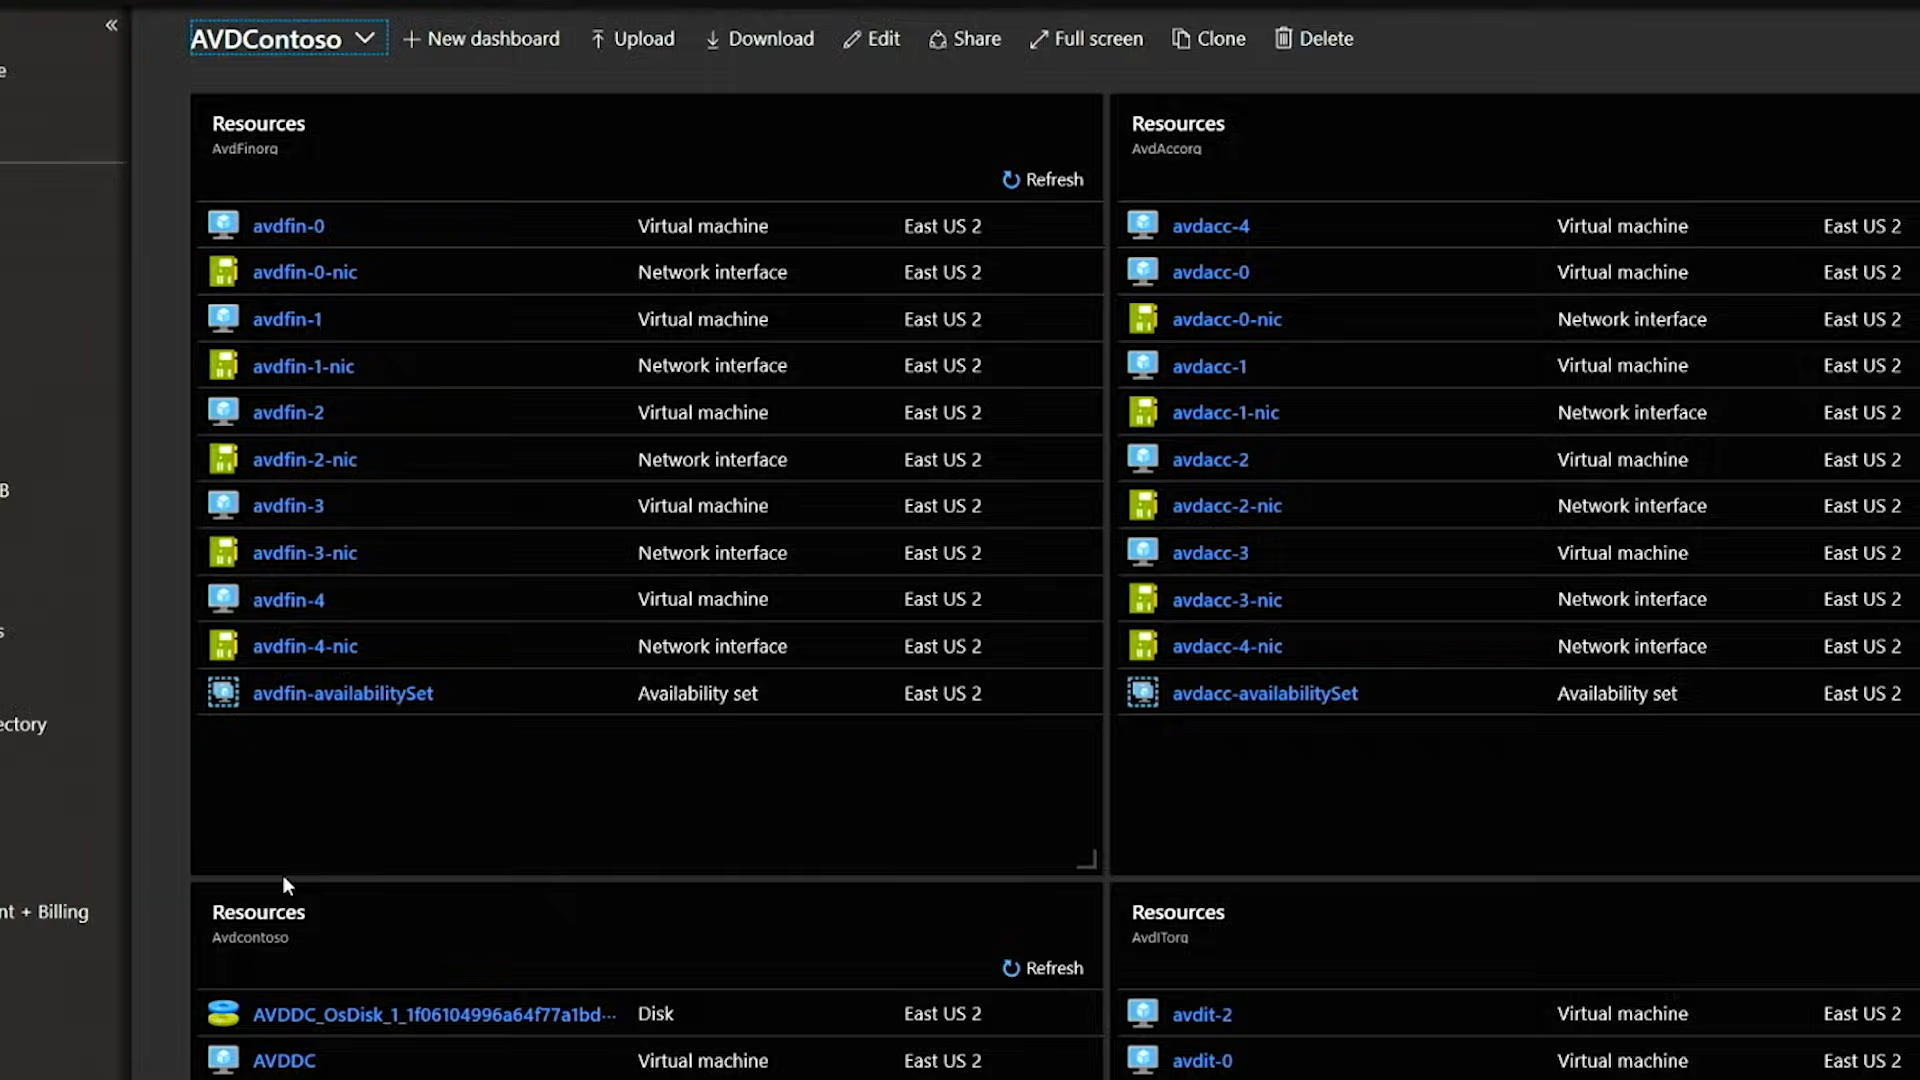 «
e
B
s
ectory
nt + Billing
AVDContoso
New dashboard
Upload
Download
Edit
Share
Full screen
Clone
Delete
Resources
AvdFinorq
Refresh
avdfin-0 Virtual machine East US 2
avdfin-0-nic Network interface East US 2
avdfin-1 Virtual machine East US 2
avdfin-1-nic Network interface East US 2
avdfin-2 Virtual machine East US 2
avdfin-2-nic Network interface East US 2
avdfin-3 Virtual machine East US 2
avdfin-3-nic Network interface East US 2
avdfin-4 Virtual machine East US 2
avdfin-4-nic Network interface East US 2
avdfin-availabilitySet Availability set East US 2
Resources
AvdAccorq
avdacc-4 Virtual machine East US 2
avdacc-0 Virtual machine East US 2
avdacc-0-nic Network interface East US 2
avdacc-1 Virtual machine East US 2
avdacc-1-nic Network interface East US 2
avdacc-2 Virtual machine East US 2
avdacc-2-nic Network interface East US 2
avdacc-3 Virtual machine East US 2
avdacc-3-nic Network interface East US 2
avdacc-4-nic Network interface East US 2
avdacc-availabilitySet Availability set East US 2
Resources
Avdcontoso
Refresh
AVDDC_OsDisk_1_1f06104996a64f77a1bd··· Disk East US 2
AVDDC Virtual machine East US 2
Resources
AvdITorq
avdit-2 Virtual machine East US 2
avdit-0 Virtual machine East US 2